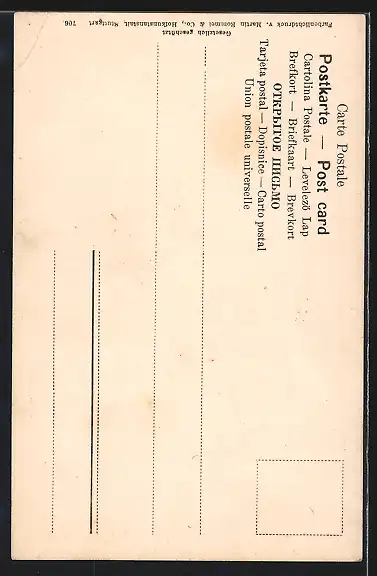 Carte Postale
Postkarte — Post card
Cartolina Postale — Levelező Lap
Brefkort — Briefkaart — Brevkort
ОТКРЫТОЕ ПИСЬМО
Tarjeta postal — Dopisnice — Carto postal
Union postale universelle
Farbenlichtdruck v. Martin Rommel & Co., Hofkunstanstalt, Stuttgart 706.
Gesetzlich geschützt